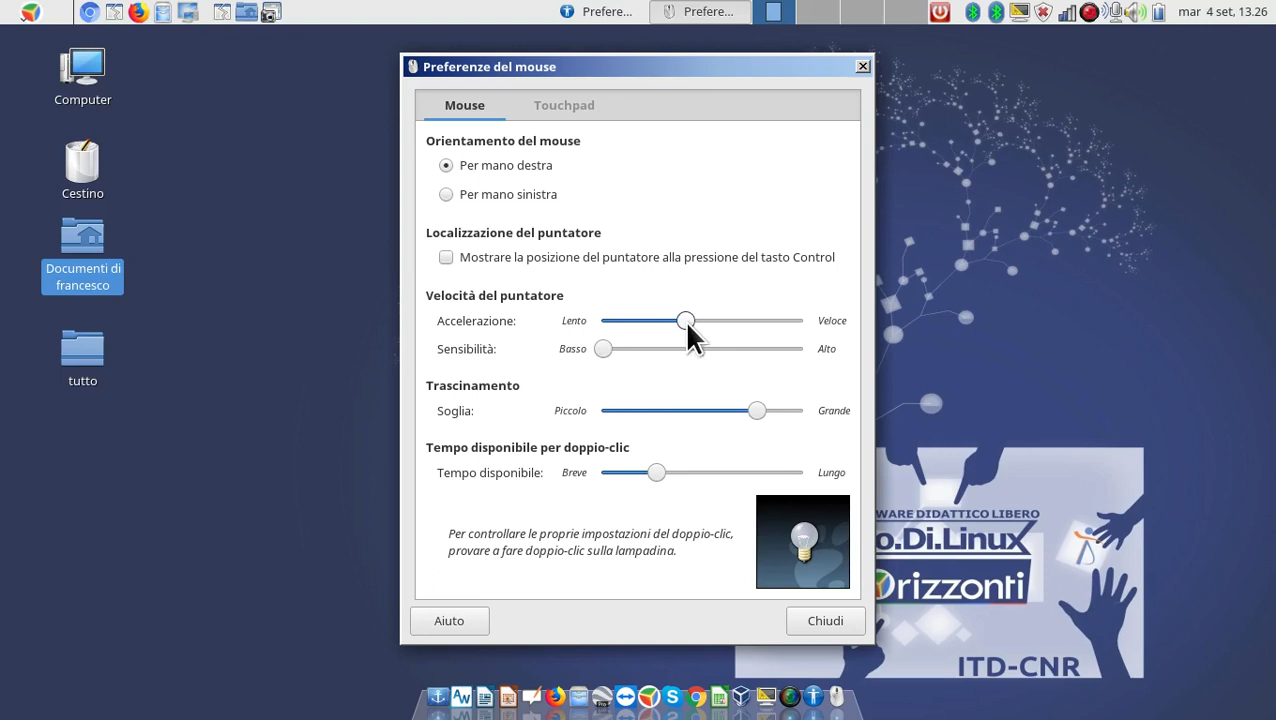 Prefere...
Prefere...
mar 4 set, 13.26
Computer
Cestino
Documenti di
francesco
tutto
Preferenze del mouse
Mouse
Touchpad
Orientamento del mouse
Per mano destra
Per mano sinistra
Localizzazione del puntatore
Mostrare la posizione del puntatore alla pressione del tasto Control
Velocità del puntatore
Accelerazione: Lento Veloce
Sensibilità: Basso Alto
Trascinamento
Soglia: Piccolo Grande
Tempo disponibile per doppio-clic
Tempo disponibile: Breve Lungo
Per controllare le proprie impostazioni del doppio-clic,
provare a fare doppio-clic sulla lampadina.
Aiuto
Chiudi
WARE DIDATTICO LIBERO
o.Di.Linux
rizzonti
ITD-CNR